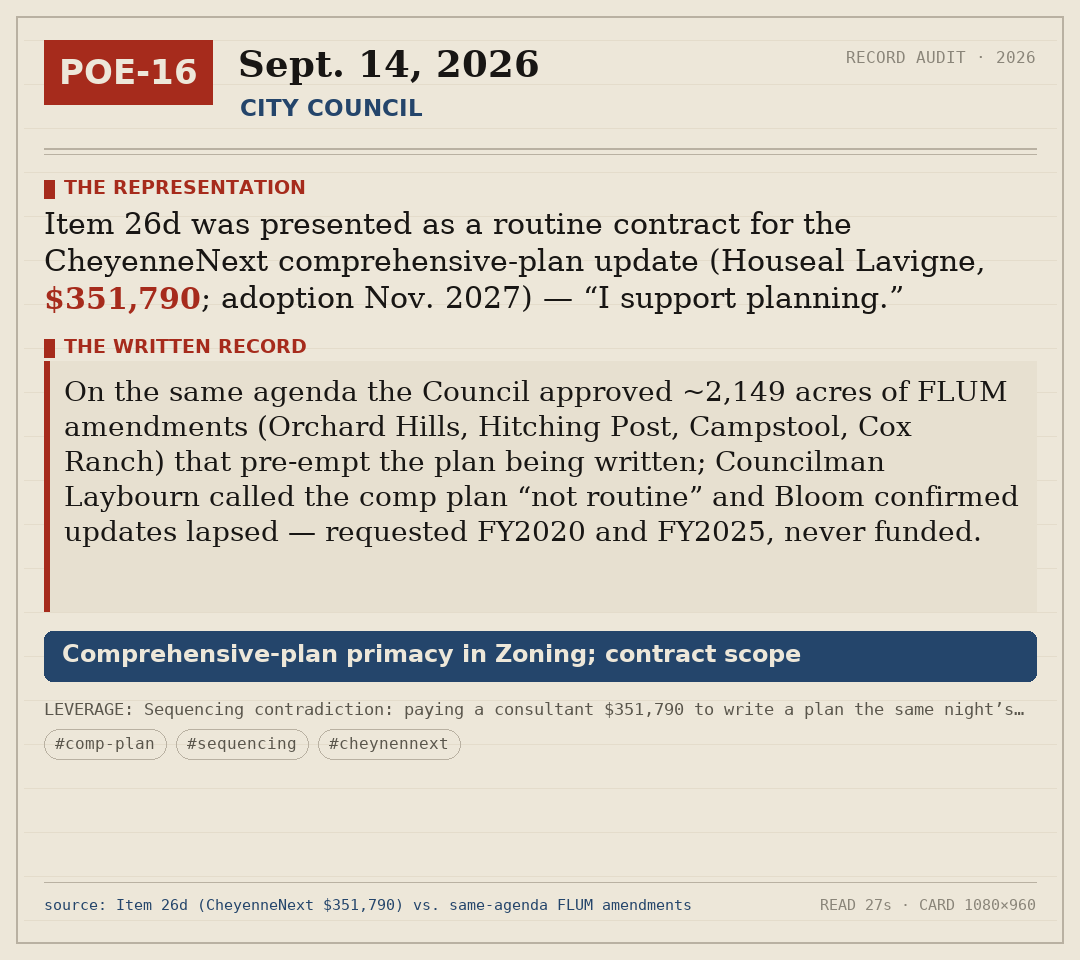 POE-16
Sept. 14, 2026
CITY COUNCIL
RECORD AUDIT · 2026
THE REPRESENTATION
Item 26d was presented as a routine contract for the
CheyenneNext comprehensive-plan update (Houseal Lavigne,
$351,790; adoption Nov. 2027) — “I support planning.”
THE WRITTEN RECORD
On the same agenda the Council approved ~2,149 acres of FLUM
amendments (Orchard Hills, Hitching Post, Campstool, Cox
Ranch) that pre-empt the plan being written; Councilman
Laybourn called the comp plan “not routine” and Bloom confirmed
updates lapsed — requested FY2020 and FY2025, never funded.
Comprehensive-plan primacy in Zoning; contract scope
LEVERAGE: Sequencing contradiction: paying a consultant $351,790 to write a plan the same night’s…
#comp-plan #sequencing #cheynennext
source: Item 26d (CheyenneNext $351,790) vs. same-agenda FLUM amendments
READ 27s · CARD 1080×960